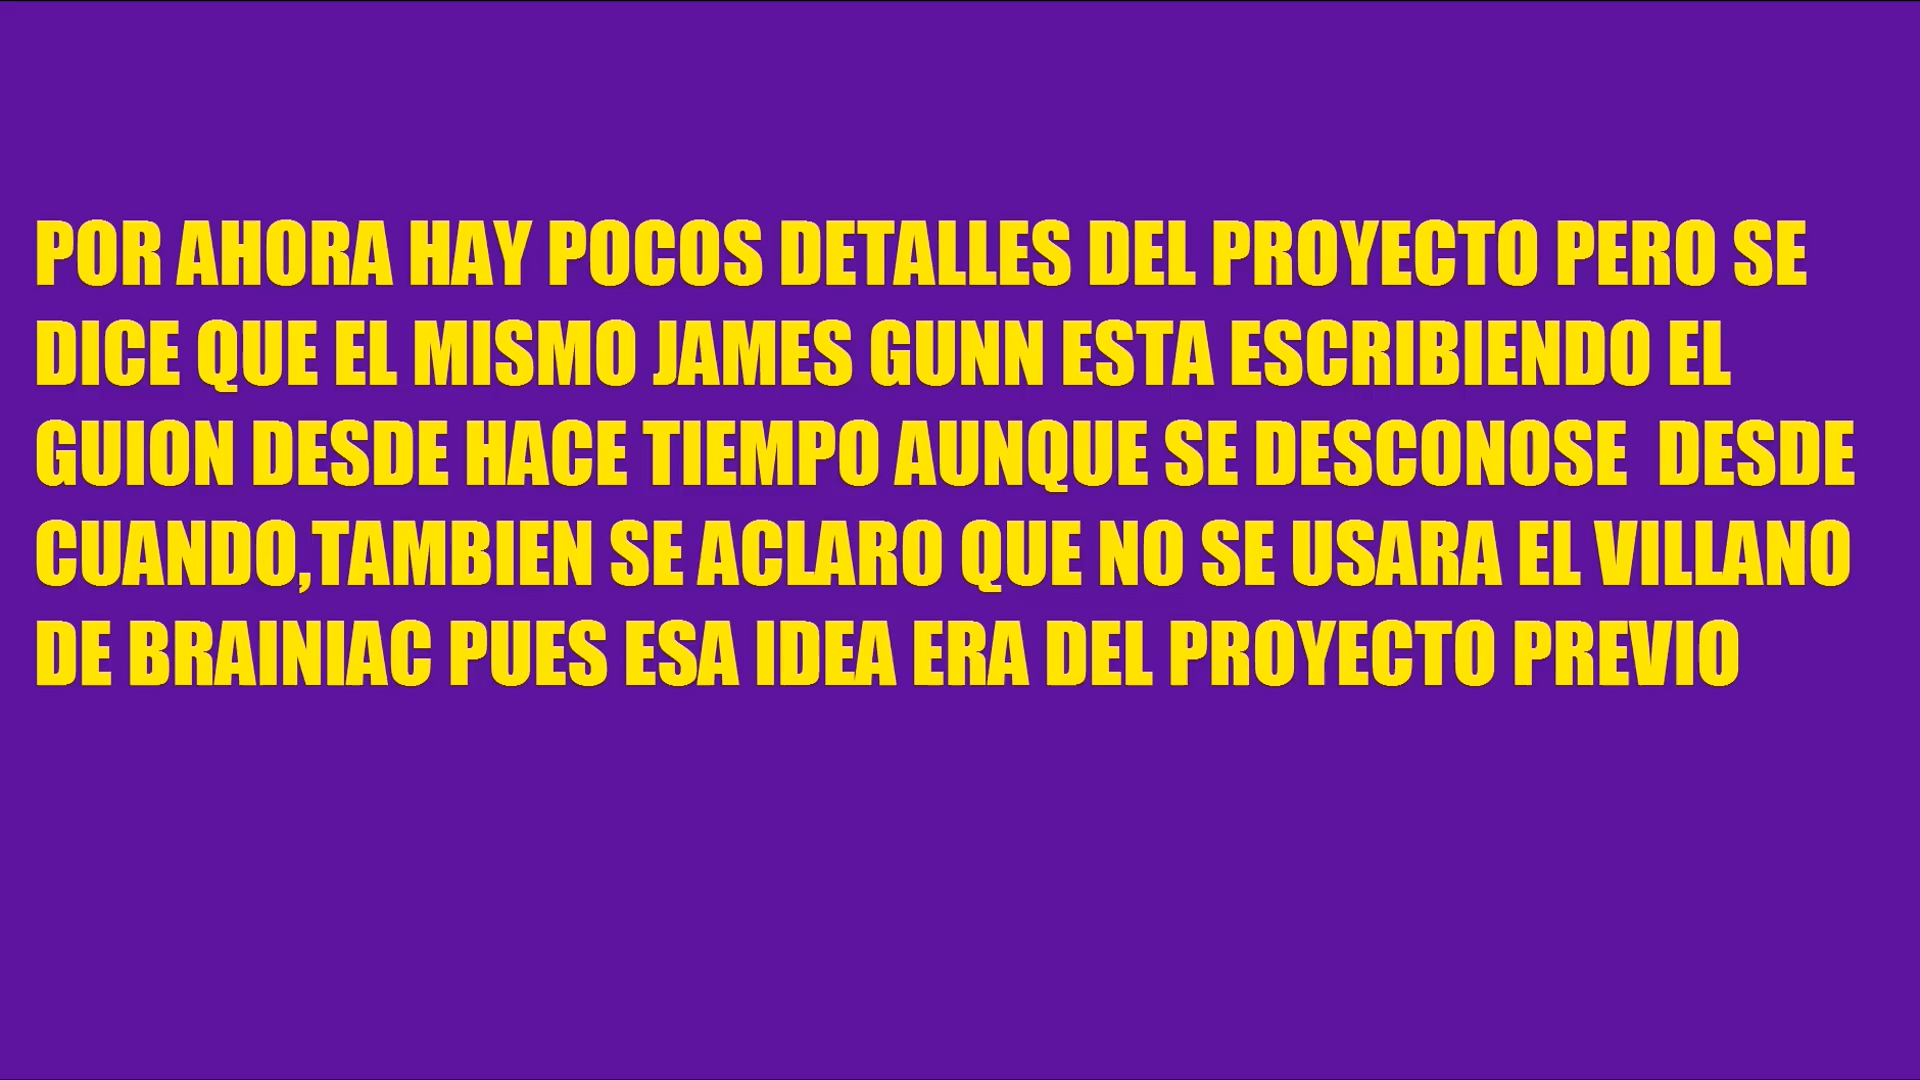 POR AHORA HAY POCOS DETALLES DEL PROYECTO PERO SE
DICE QUE EL MISMO JAMES GUNN ESTA ESCRIBIENDO EL
GUION DESDE HACE TIEMPO AUNQUE SE DESCONOSE  DESDE
CUANDO,TAMBIEN SE ACLARO QUE NO SE USARA EL VILLANO
DE BRAINIAC PUES ESA IDEA ERA DEL PROYECTO PREVIO